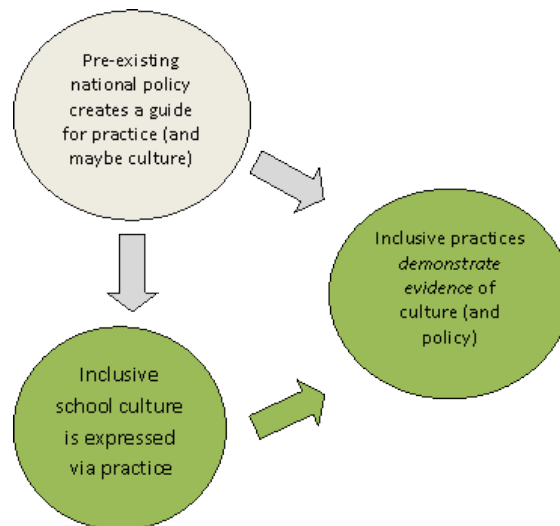 Pre-existing
national policy
creates a guide
for practice (and
maybe culture)
Inclusive practices
demonstrate
evidence of
culture (and
policy)
Inclusive
school culture
is expressed
via practice